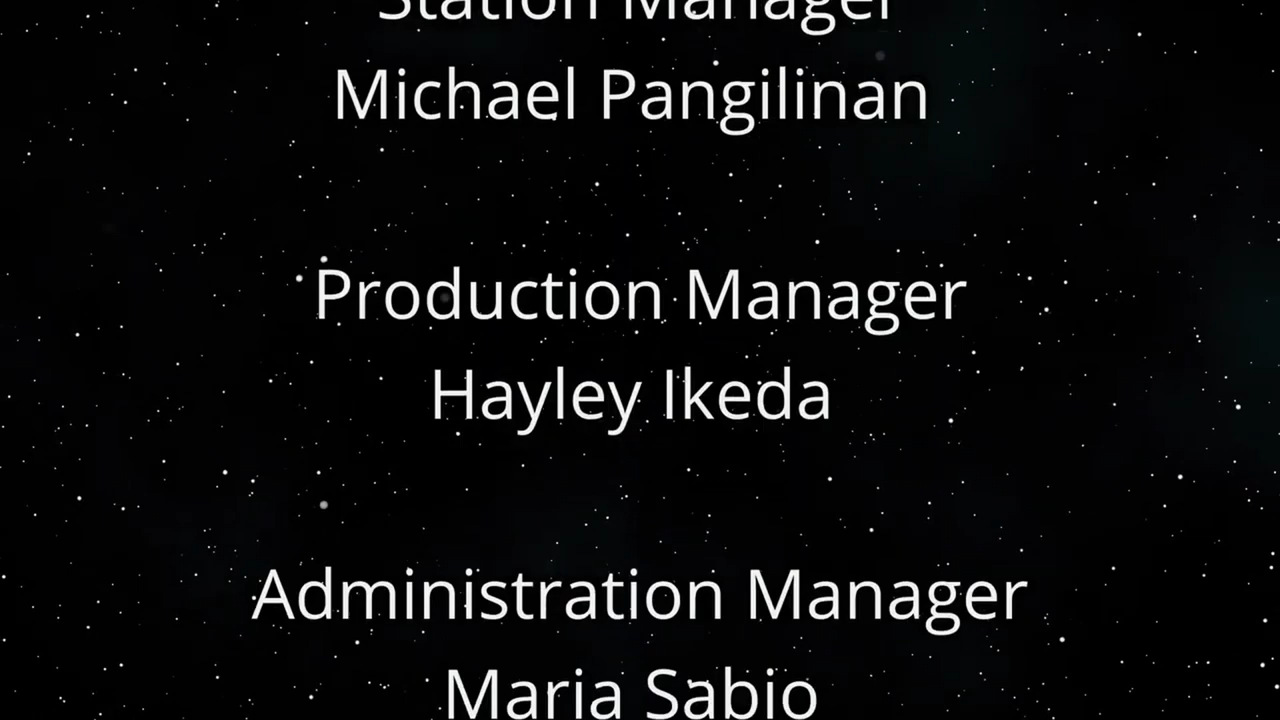 Station Manager
Michael Pangilinan
Production Manager
Hayley Ikeda
Administration Manager
Maria Sabio